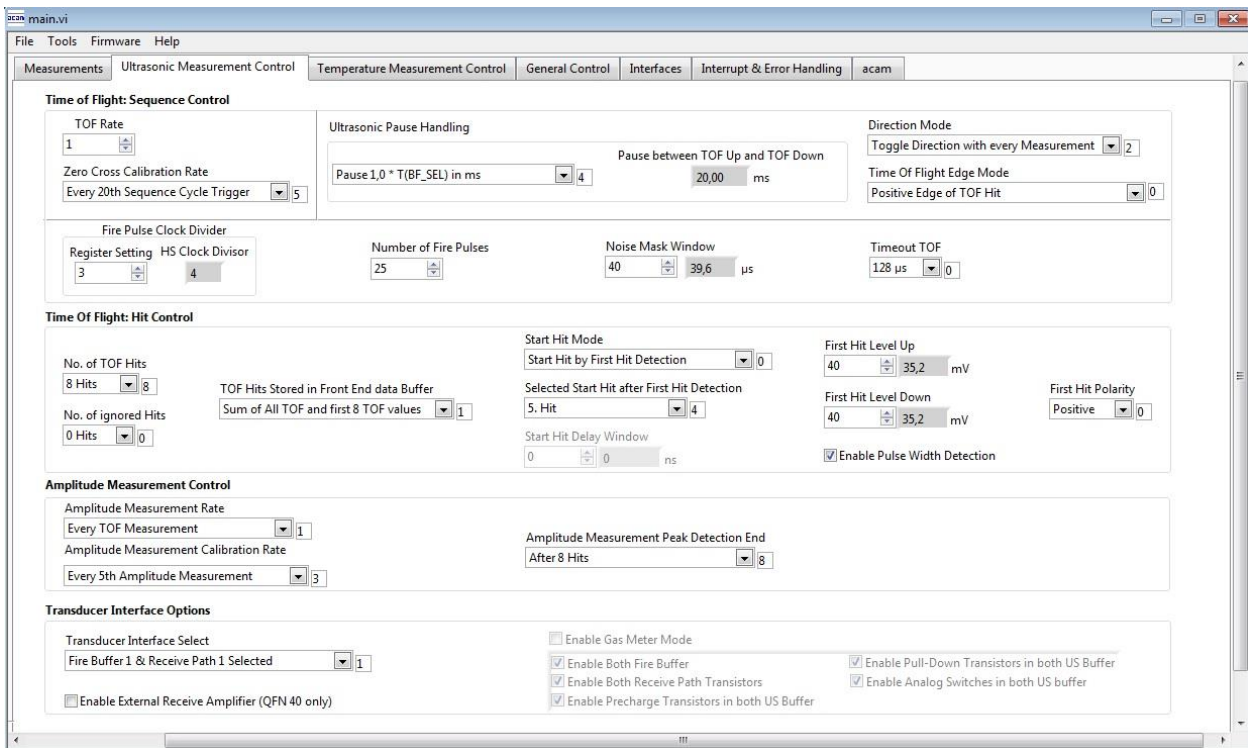 acam main.vi
File Tools Firmware Help
Measurements Ultrasonic Measurement Control Temperature Measurement Control General Control Interfaces Interrupt & Error Handling acam
Time of Flight: Sequence Control
TOF Rate
1
Zero Cross Calibration Rate
Every 20th Sequence Cycle Trigger 5
Ultrasonic Pause Handling
Pause 1,0 * T(BF_SEL) in ms 4
Pause between TOF Up and TOF Down
20,00 ms
Direction Mode
Toggle Direction with every Measurement 2
Time Of Flight Edge Mode
Positive Edge of TOF Hit 0
Fire Pulse Clock Divider
Register Setting HS Clock Divisor
3 4
Number of Fire Pulses
25
Noise Mask Window
40 39,6 µs
Timeout TOF
128 µs 0
Time Of Flight: Hit Control
No. of TOF Hits
8 Hits 8
No. of ignored Hits
0 Hits 0
TOF Hits Stored in Front End data Buffer
Sum of All TOF and first 8 TOF values 1
Start Hit Mode
Start Hit by First Hit Detection 0
Selected Start Hit after First Hit Detection
5. Hit 4
Start Hit Delay Window
0 0 ns
First Hit Level Up
40 35,2 mV
First Hit Level Down
40 35,2 mV
Enable Pulse Width Detection
First Hit Polarity
Positive 0
Amplitude Measurement Control
Amplitude Measurement Rate
Every TOF Measurement 1
Amplitude Measurement Calibration Rate
Every 5th Amplitude Measurement 3
Amplitude Measurement Peak Detection End
After 8 Hits 8
Transducer Interface Options
Transducer Interface Select
Fire Buffer 1 & Receive Path 1 Selected 1
Enable External Receive Amplifier (QFN 40 only)
Enable Gas Meter Mode
Enable Both Fire Buffer
Enable Both Receive Path Transistors
Enable Precharge Transistors in both US Buffer
Enable Pull-Down Transistors in both US Buffer
Enable Analog Switches in both US buffer